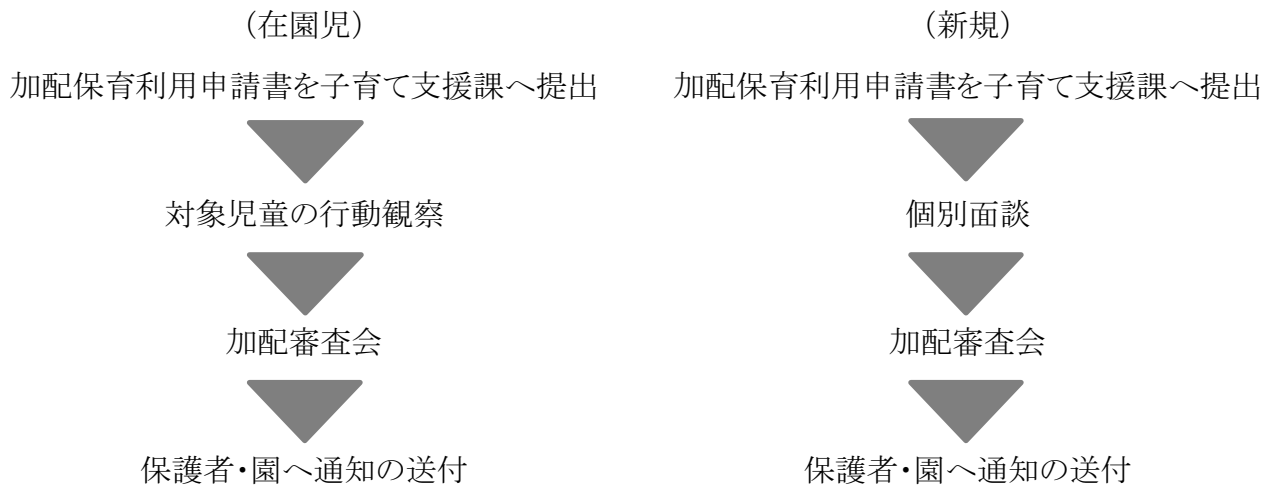 （在園児）
加配保育利用申請書を子育て支援課へ提出
対象児童の行動観察
加配審査会
保護者・園へ通知の送付
（新規）
加配保育利用申請書を子育て支援課へ提出
個別面談
加配審査会
保護者・園へ通知の送付